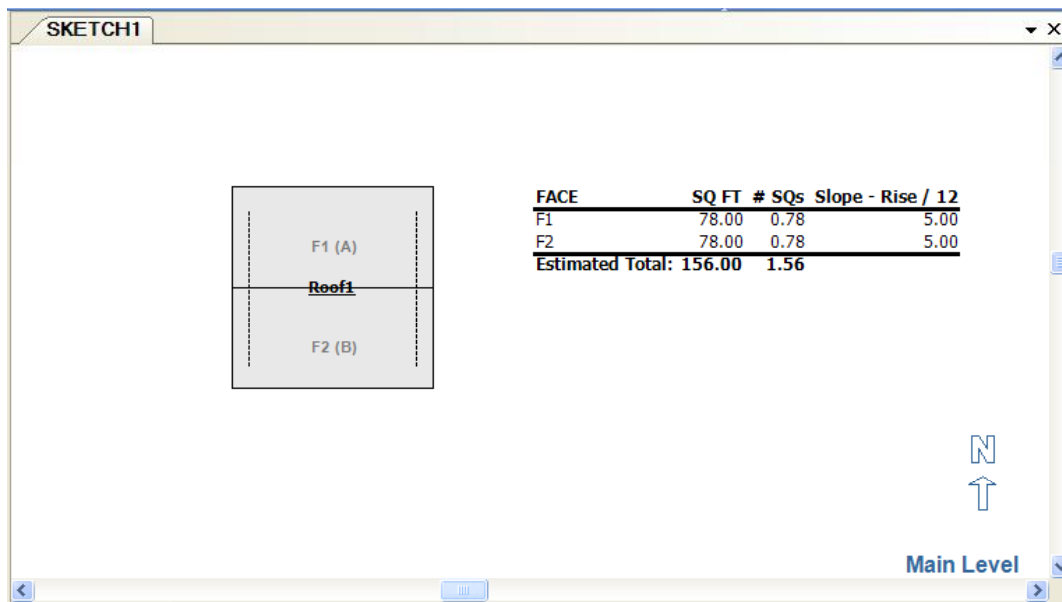 SKETCH1
F1 (A)
Roof1
F2 (B)
FACE SQ FT # SQs Slope - Rise / 12
F1 78.00 0.78 5.00
F2 78.00 0.78 5.00
Estimated Total: 156.00 1.56
N
Main Level